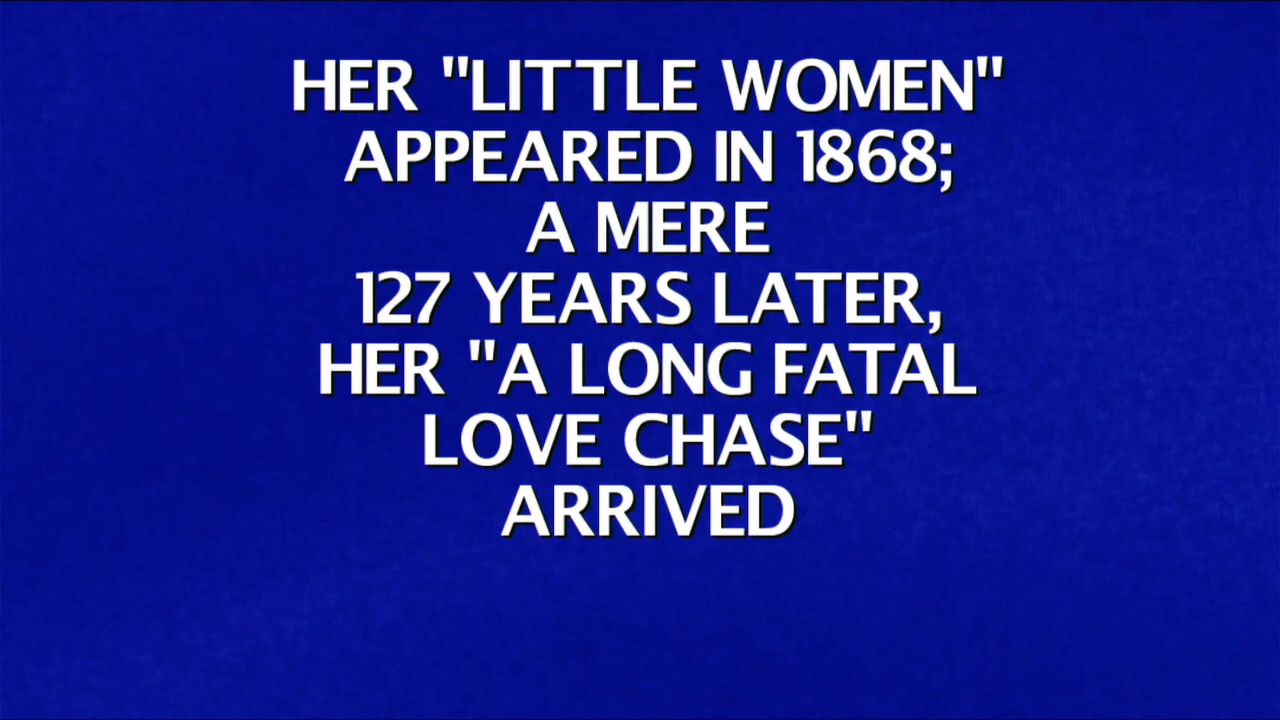 HER "LITTLE WOMEN"
APPEARED IN 1868;
A MERE
127 YEARS LATER,
HER "A LONG FATAL
LOVE CHASE"
ARRIVED